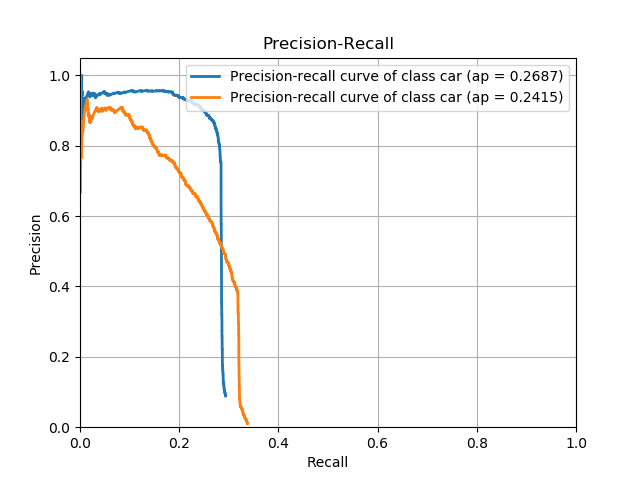 Precision-Recall
Precision-recall curve of class car (ap = 0.2687)
Precision-recall curve of class car (ap = 0.2415)
1.0
0.8
0.6
0.4
0.2
0.0
Precision
0.0 0.2 0.4 0.6 0.8 1.0
Recall